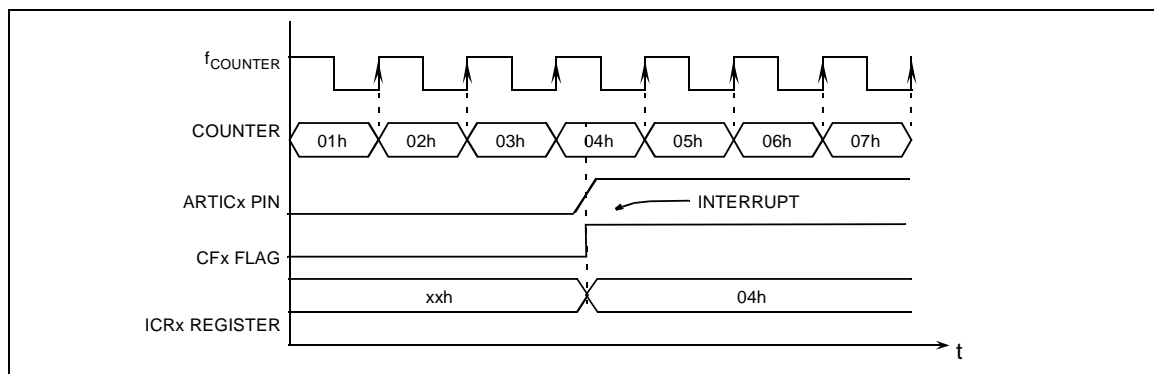 fCOUNTER
COUNTER
01h 02h 03h 04h 05h 06h 07h
ARTICx PIN
INTERRUPT
CFx FLAG
xxh 04h
ICRx REGISTER
t